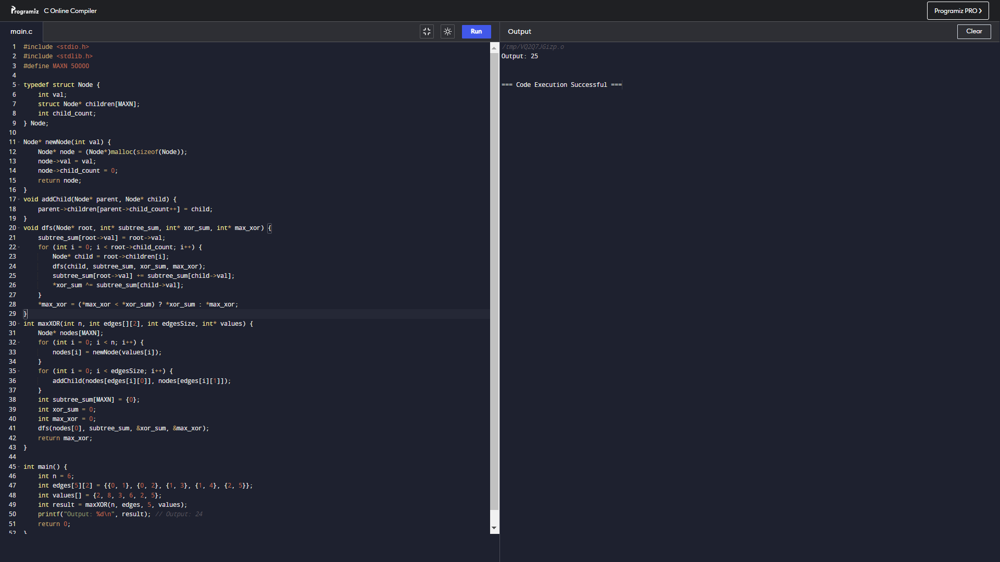 Programiz C Online Compiler
Programiz PRO
main.c
Run
Output
Clear
1 #include <stdio.h>
2 #include <stdlib.h>
3 #define MAXN 50000
4
5 typedef struct Node {
6     int val;
7     struct Node* children[MAXN];
8     int child_count;
9 } Node;
10
11 Node* newNode(int val) {
12     Node* node = (Node*)malloc(sizeof(Node));
13     node->val = val;
14     node->child_count = 0;
15     return node;
16 }
17 void addChild(Node* parent, Node* child) {
18     parent->children[parent->child_count++] = child;
19 }
20 void dfs(Node* root, int* subtree_sum, int* xor_sum, int* max_xor) {
21     subtree_sum[root->val] = root->val;
22     for (int i = 0; i < root->child_count; i++) {
23         Node* child = root->children[i];
24         dfs(child, subtree_sum, xor_sum, max_xor);
25         subtree_sum[root->val] += subtree_sum[child->val];
26         *xor_sum ^= subtree_sum[child->val];
27     }
28     *max_xor = (*max_xor < *xor_sum) ? *xor_sum : *max_xor;
29 }
30 int maxXOR(int n, int edges[][2], int edgesSize, int* values) {
31     Node* nodes[MAXN];
32     for (int i = 0; i < n; i++) {
33         nodes[i] = newNode(values[i]);
34     }
35     for (int i = 0; i < edgesSize; i++) {
36         addChild(nodes[edges[i][0]], nodes[edges[i][1]]);
37     }
38     int subtree_sum[MAXN] = {0};
39     int xor_sum = 0;
40     int max_xor = 0;
41     dfs(nodes[0], subtree_sum, &xor_sum, &max_xor);
42     return max_xor;
43 }
44
45 int main() {
46     int n = 6;
47     int edges[5][2] = {{0, 1}, {0, 2}, {1, 3}, {1, 4}, {2, 5}};
48     int values[] = {2, 8, 3, 6, 2, 5};
49     int result = maxXOR(n, edges, 5, values);
50     printf("Output: %d\n", result); // Output: 24
51     return 0;
52 }
/tmp/VQ2Q7JGizp.o
Output: 25
=== Code Execution Successful ===